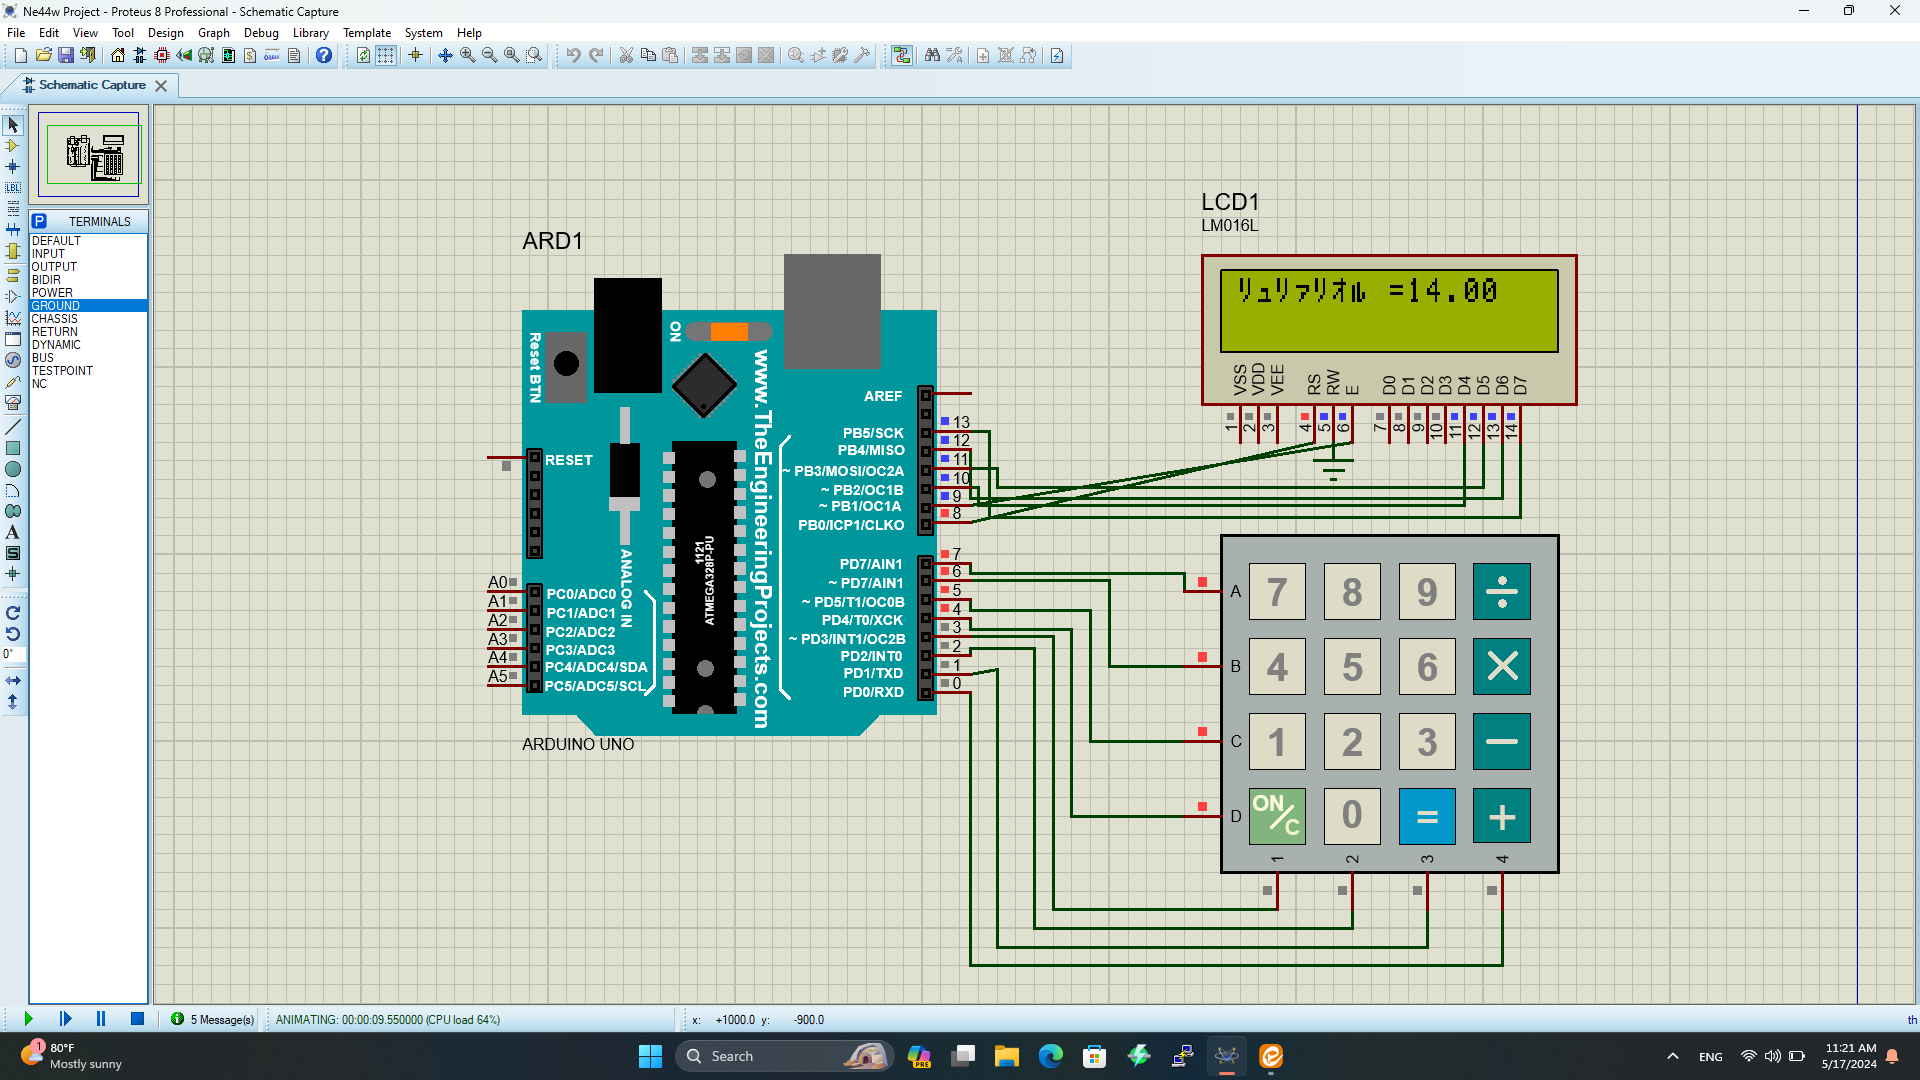 Ne44w Project - Proteus 8 Professional - Schematic Capture
File Edit View Tool Design Graph Debug Library Template System Help
Schematic Capture
P TERMINALS
DEFAULT
INPUT
OUTPUT
BIDIR
POWER
GROUND
CHASSIS
RETURN
DYNAMIC
BUS
TESTPOINT
NC
LBL
A
0°
ARD1
Reset BTN
ON
www.TheEngineeringProjects.com
RESET
ANALOG IN
1121
ATMEGA328P-PU
A0 PC0/ADC0
A1 PC1/ADC1
A2 PC2/ADC2
A3 PC3/ADC3
A4 PC4/ADC4/SDA
A5 PC5/ADC5/SCL
AREF
PB5/SCK 13
PB4/MISO 12
~ PB3/MOSI/OC2A 11
~ PB2/OC1B 10
~ PB1/OC1A 9
PB0/ICP1/CLKO 8
PD7/AIN1 7
~ PD7/AIN1 6
~ PD5/T1/OC0B 5
PD4/T0/XCK 4
~ PD3/INT1/OC2B 3
PD2/INT0 2
PD1/TXD 1
PD0/RXD 0
ARDUINO UNO
LCD1
LM016L
リュリァリオル =14.00
VSS VDD VEE RS RW E D0 D1 D2 D3 D4 D5 D6 D7
1 2 3 4 5 6 7 8 9 10 11 12 13 14
A 7 8 9 ÷
B 4 5 6 ×
C 1 2 3 −
D ON/C 0 = +
1 2 3 4
5 Message(s) ANIMATING: 00:00:09.550000 (CPU load 64%) x: +1000.0 y: -900.0 th
1 80°F
Mostly sunny
Search
PRE
ENG
11:21 AM
5/17/2024